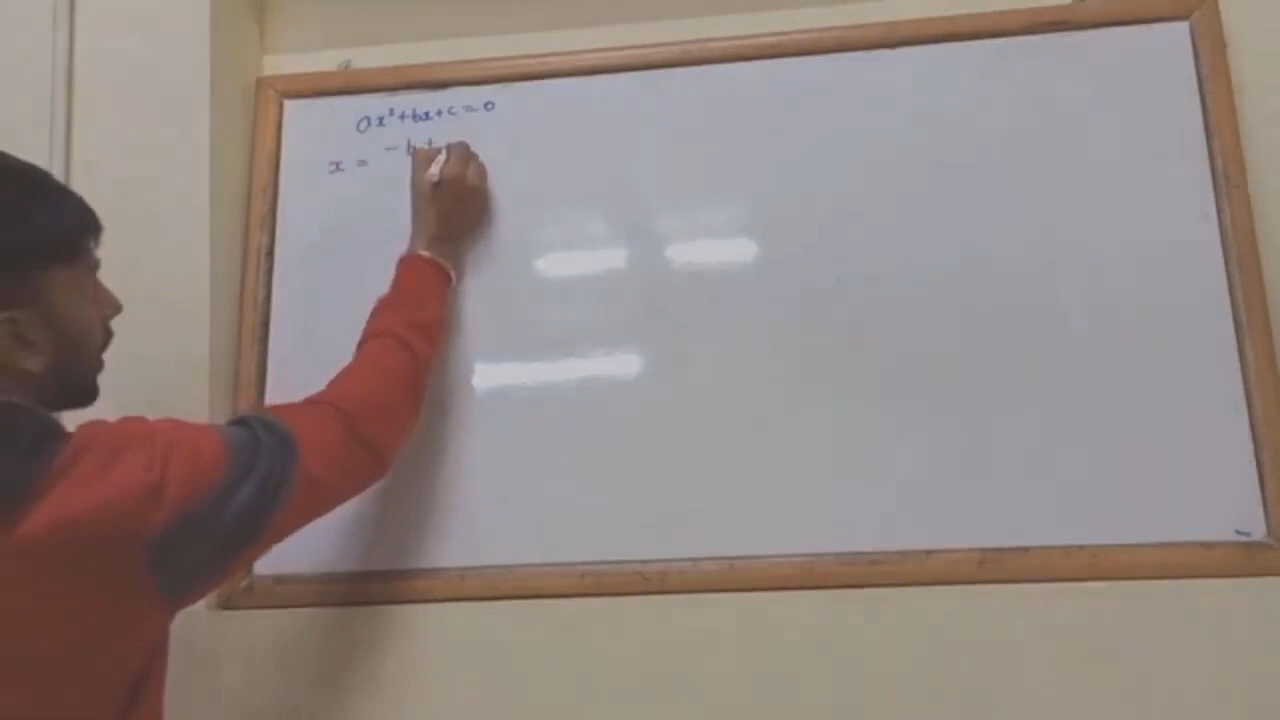 ax²+bx+c=0
x = -b